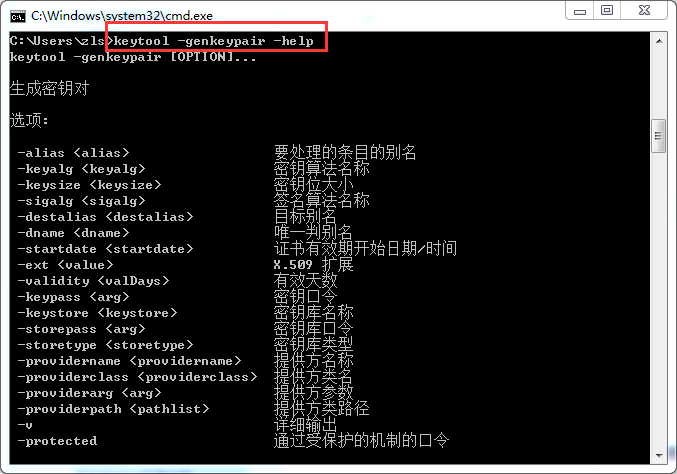 C:\Windows\system32\cmd.exe
C:\Users\zls>keytool -genkeypair -help
keytool -genkeypair [OPTION]...
生成密钥对
选项:
-alias <alias> 要处理的条目的别名
-keyalg <keyalg> 密钥算法名称
-keysize <keysize> 密钥位大小
-sigalg <sigalg> 签名算法名称
-destalias <destalias> 目标别名
-dname <dname> 唯一判别名
-startdate <startdate> 证书有效期开始日期/时间
-ext <value> X.509 扩展
-validity <valDays> 有效天数
-keypass <arg> 密钥口令
-keystore <keystore> 密钥库名称
-storepass <arg> 密钥库口令
-storetype <storetype> 密钥库类型
-providername <providername> 提供方名称
-providerclass <providerclass> 提供方类名
-providerarg <arg> 提供方参数
-providerpath <pathlist> 提供方类路径
-v 详细输出
-protected 通过受保护的机制的口令